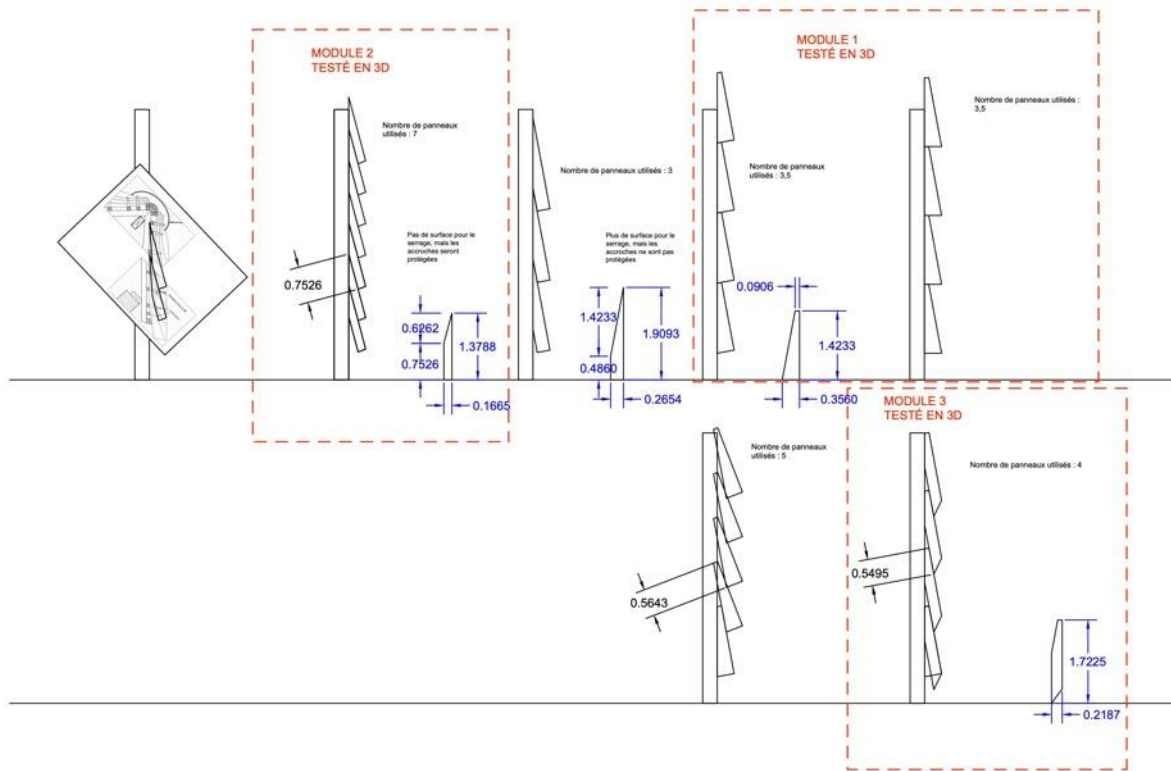 MODULE 2
TESTÉ EN 3D
Nombre de panneaux
utilisés : 7
Pas de surface pour le
serrage, mais les
accroches seront
protégées
0.7526
0.6262
0.7526
1.3788
0.1665
Nombre de panneaux utilisés : 3
Plus de surface pour le
serrage, mais les
accroches ne sont pas
protégées
1.4233
0.4860
1.9093
0.2654
MODULE 1
TESTÉ EN 3D
Nombre de panneaux
utilisés : 3,5
0.0906
1.4233
0.3560
Nombre de panneaux utilisés :
3,5
Nombre de panneaux
utilisés : 5
0.5643
MODULE 3
TESTÉ EN 3D
Nombre de panneaux utilisés : 4
0.5495
1.7225
0.2187